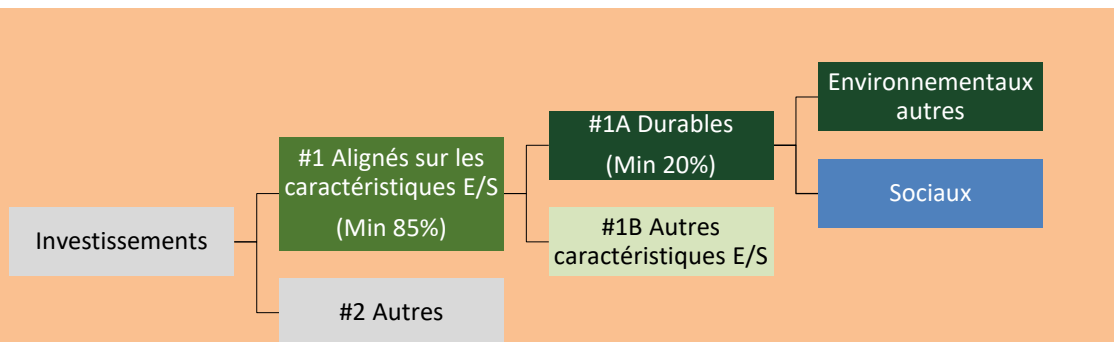 Investissements
#1 Alignés sur les
caractéristiques E/S
(Min 85%)
#2 Autres
#1A Durables
(Min 20%)
#1B Autres
caractéristiques E/S
Environnementaux
autres
Sociaux